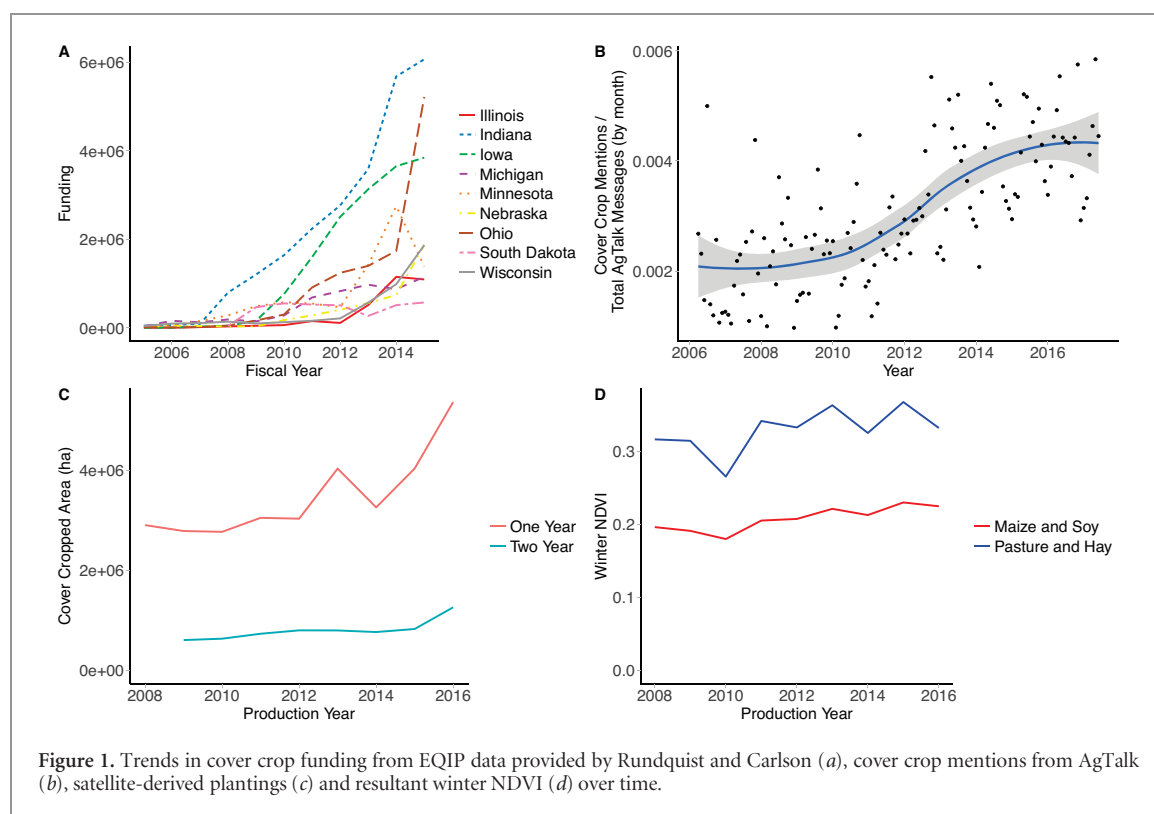 A
6e+06
4e+06
2e+06
0e+00
Funding
2006
2008
2010
2012
2014
Fiscal Year
Illinois
Indiana
Iowa
Michigan
Minnesota
Nebraska
Ohio
South Dakota
Wisconsin
B
0.006
0.004
0.002
Cover Crop Mentions /
Total AgTalk Messages (by month)
2006
2008
2010
2012
2014
2016
Year
C
4e+06
2e+06
0e+00
Cover Cropped Area (ha)
2008
2010
2012
2014
2016
Production Year
One Year
Two Year
D
0.3
0.2
0.1
0.0
Winter NDVI
2008
2010
2012
2014
2016
Production Year
Maize and Soy
Pasture and Hay
Figure 1. Trends in cover crop funding from EQIP data provided by Rundquist and Carlson (a), cover crop mentions from AgTalk
(b), satellite-derived plantings (c) and resultant winter NDVI (d) over time.